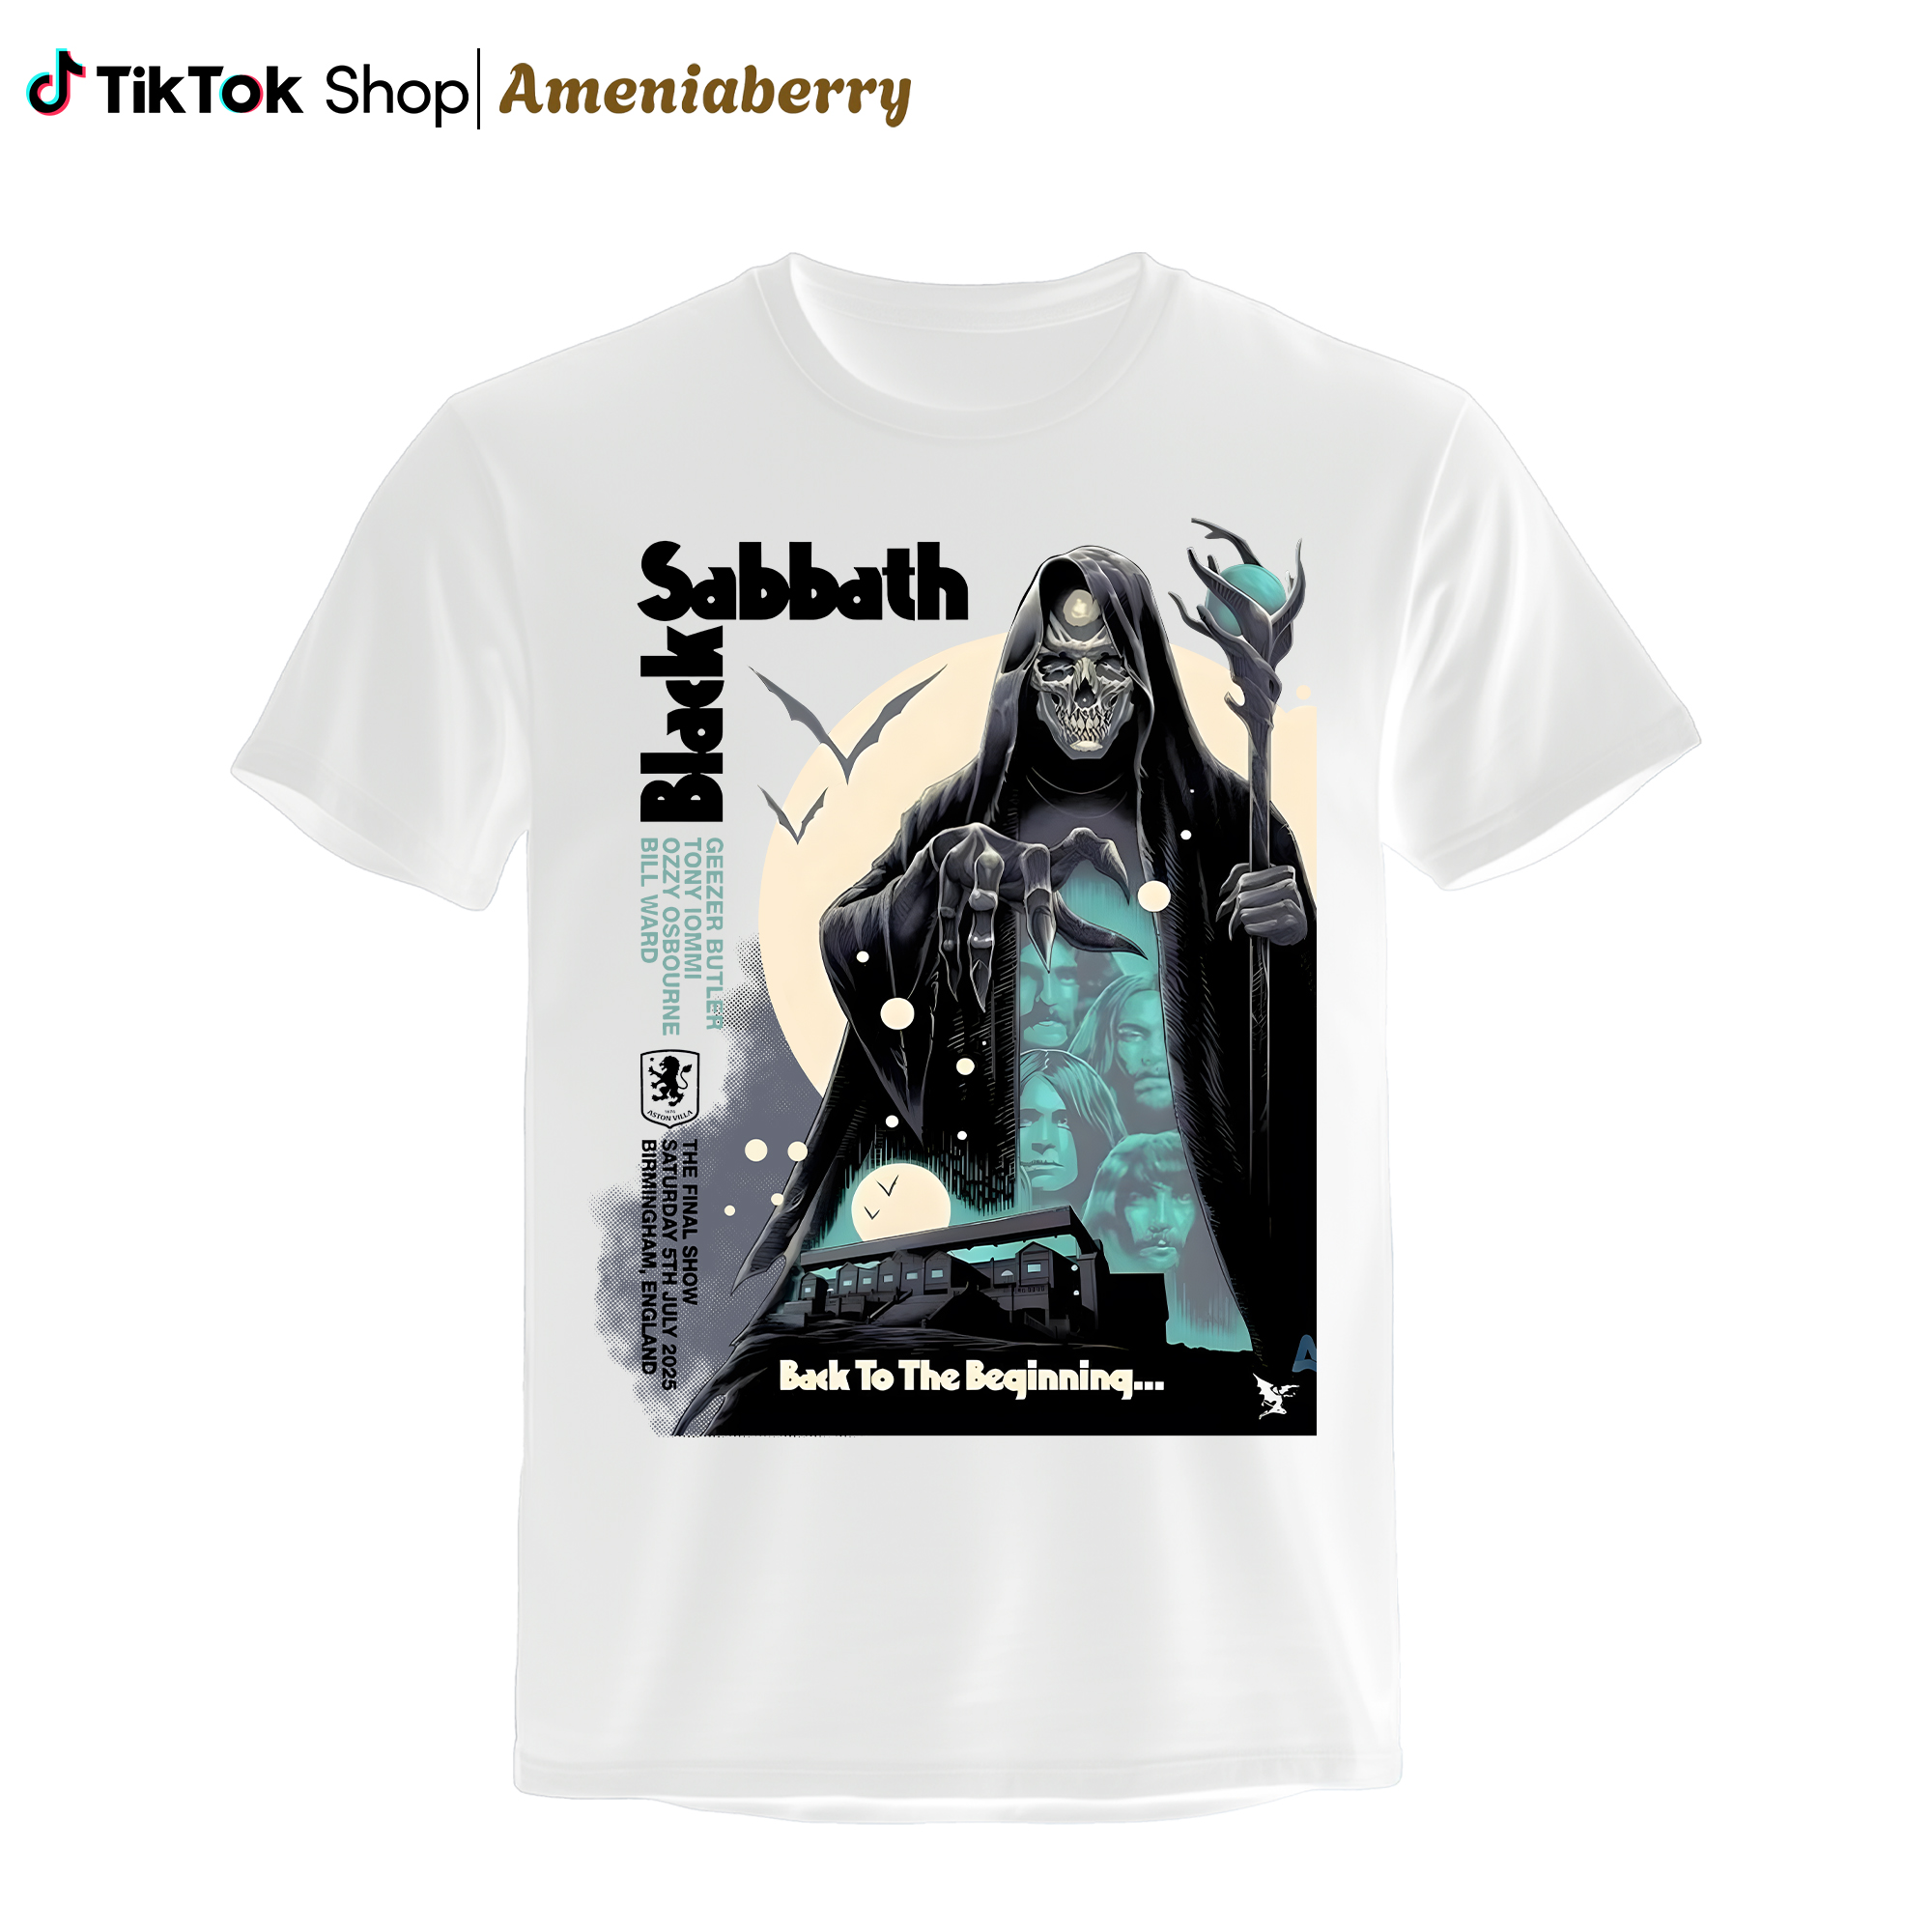 TikTok Shop | Ameniaberry
Black
Sabbath
GEEZER BUTLER
TONY IOMMI
OZZY OSBOURNE
BILL WARD
1874
ASTON VILLA
THE FINAL SHOW
SATURDAY 5TH JULY 2025
BIRMINGHAM, ENGLAND
Back To The Beginning...